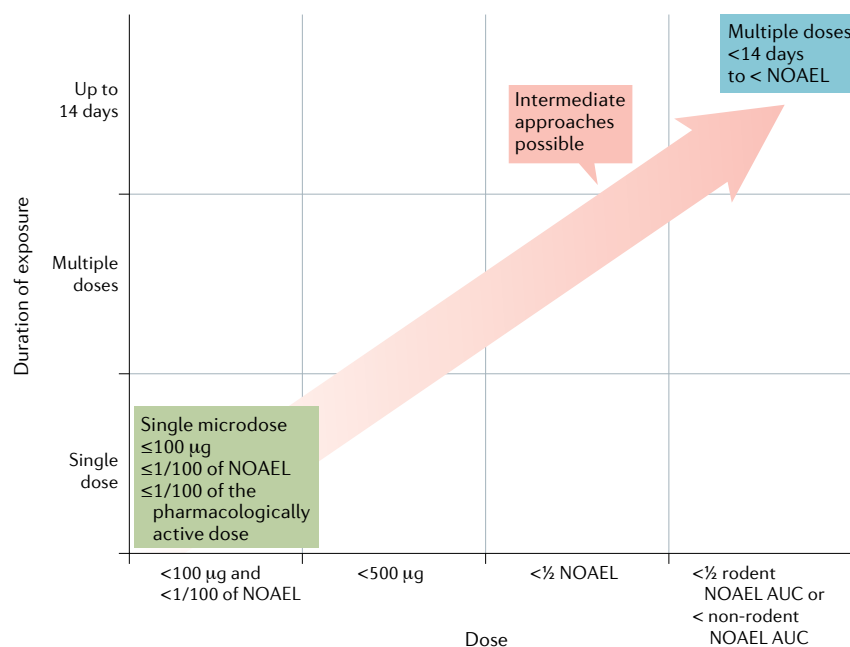 Multiple doses
<14 days
to < NOAEL
Up to
14 days
Intermediate
approaches
possible
Duration of exposure
Multiple
doses
Single microdose
≤100 μg
≤1/100 of NOAEL
≤1/100 of the
pharmacologically
active dose
Single
dose
<100 μg and
<1/100 of NOAEL
<500 μg
<½ NOAEL
<½ rodent
NOAEL AUC or
< non-rodent
NOAEL AUC
Dose